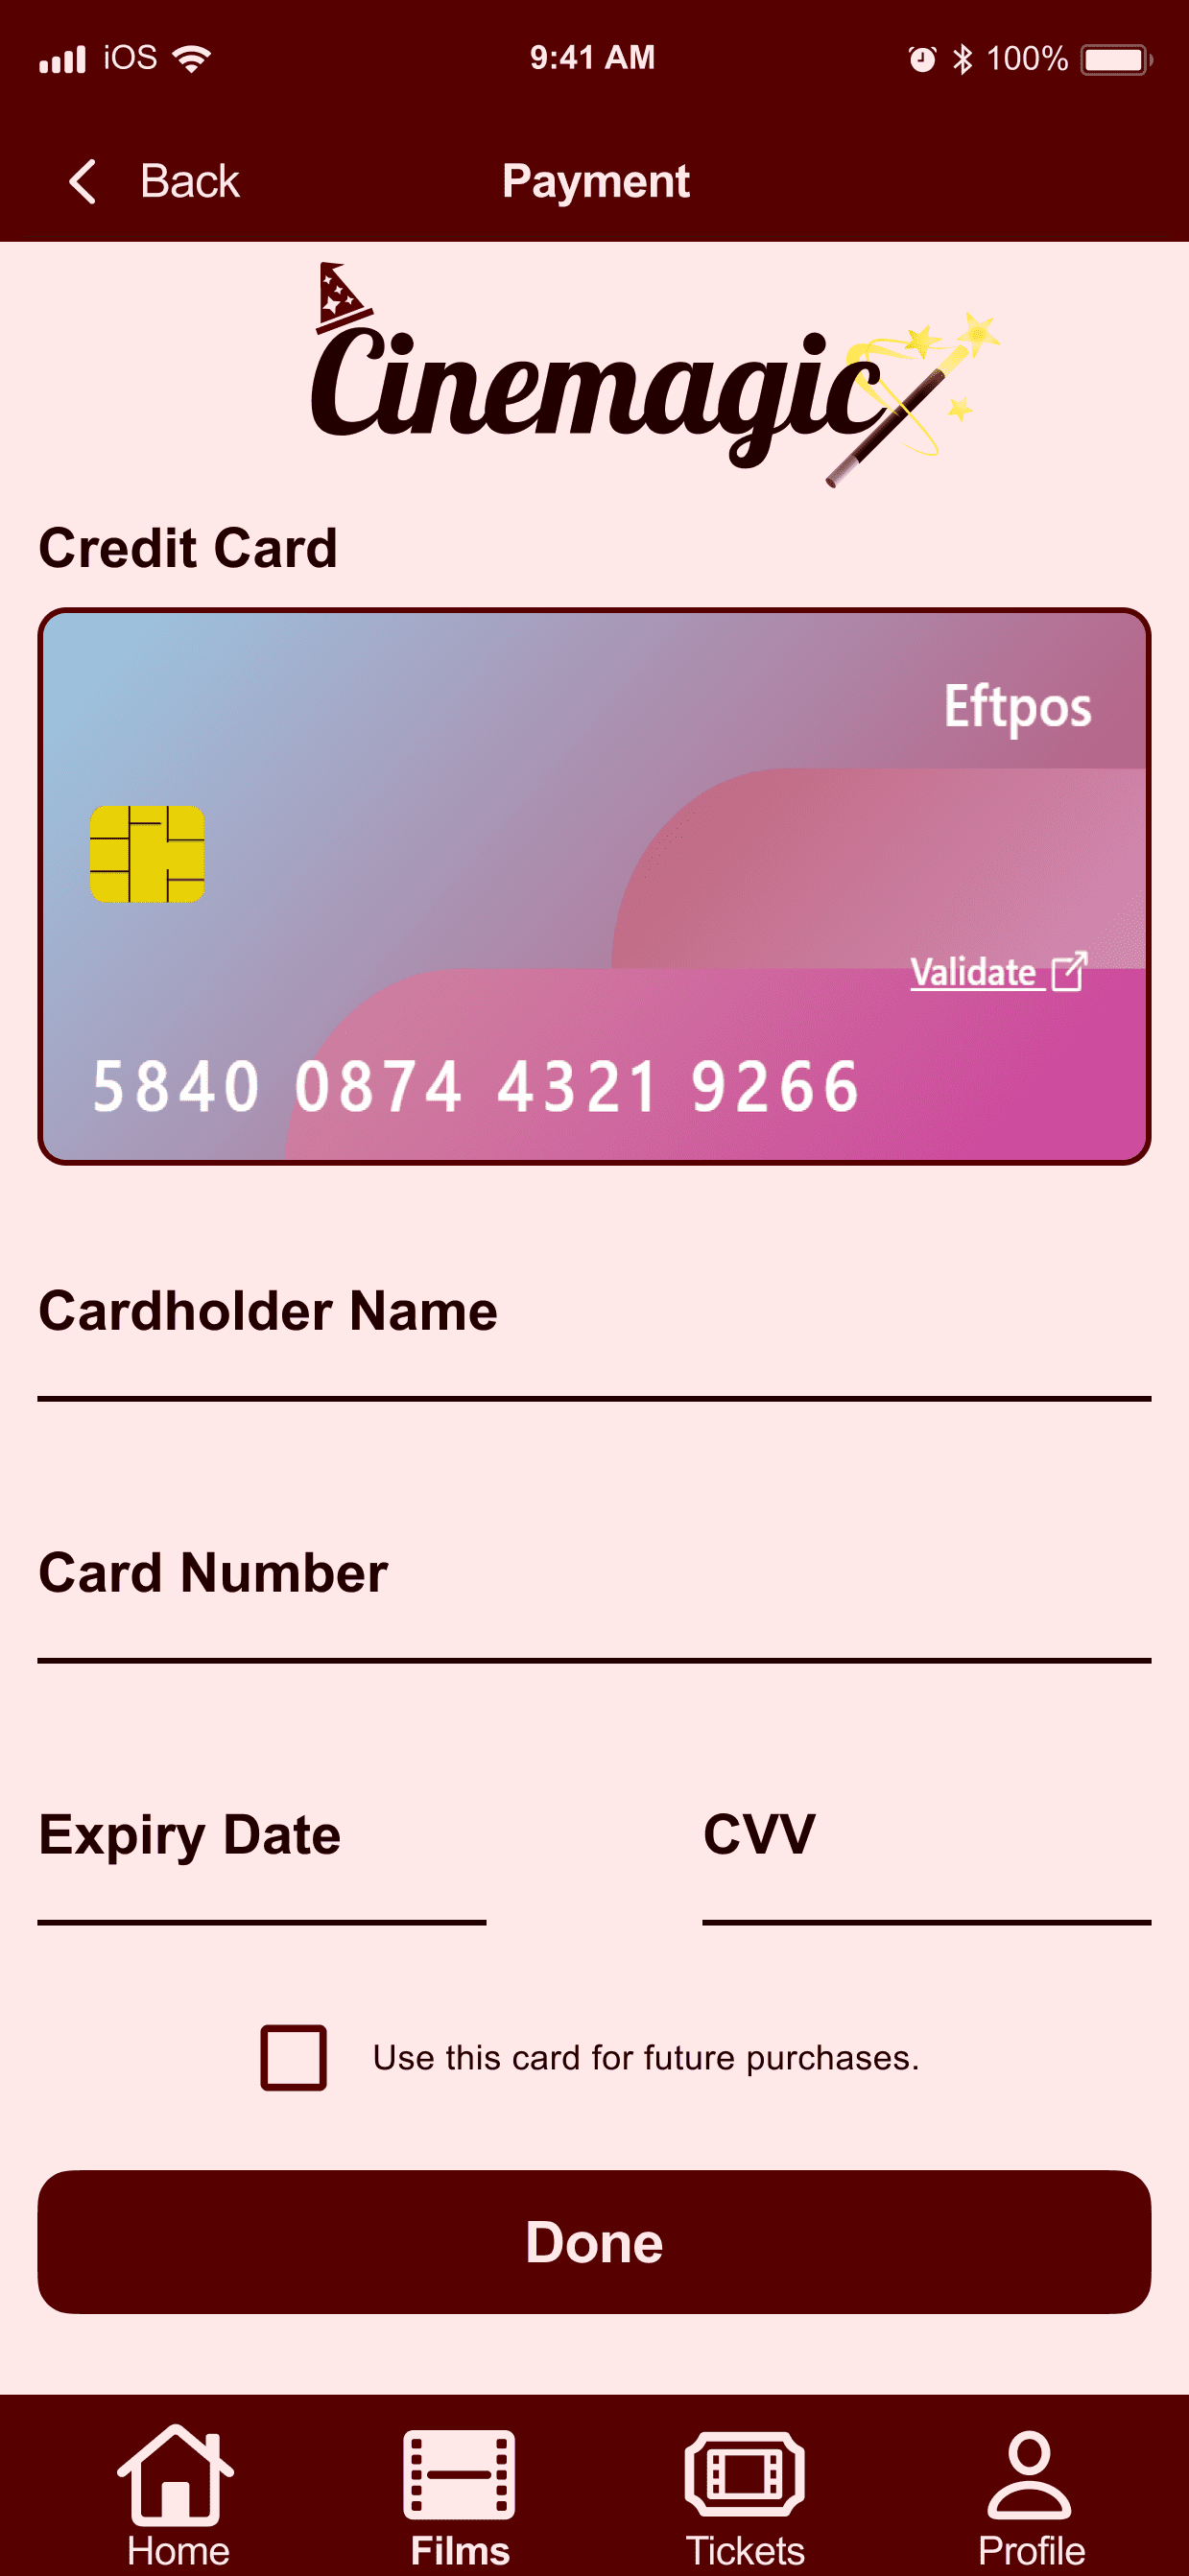 iOS 9:41 AM 100%
Back Payment
Cinemagic
Credit Card
Eftpos
Validate
5840 0874 4321 9266
Cardholder Name
Card Number
Expiry Date CVV
Use this card for future purchases.
Done
Home Films Tickets Profile